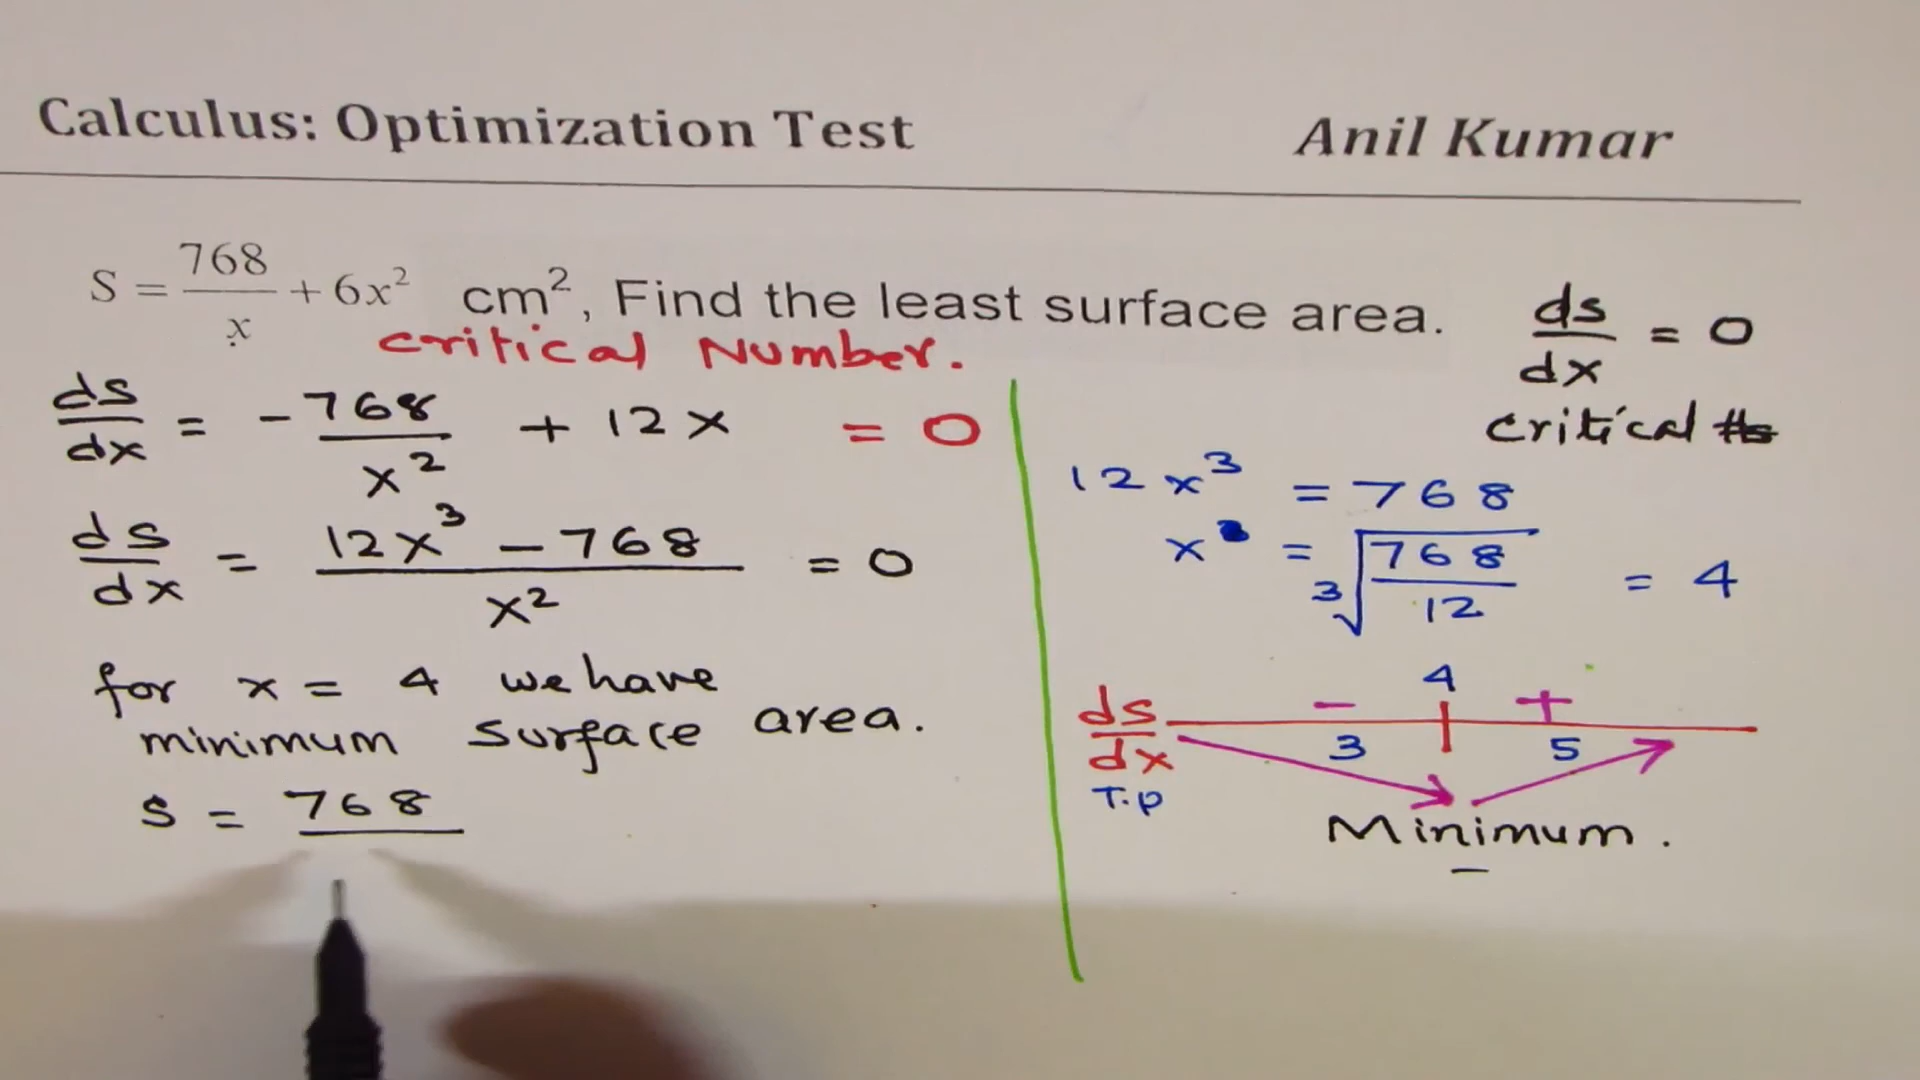 Calculus: Optimization Test Anil Kumar
S = 768/x + 6x² cm², Find the least surface area.
ds/dx = 0
critical #s
critical Number.
ds/dx = -768/x² + 12x = 0
ds/dx = 12x³ - 768/x² = 0
for x = 4 we have
minimum surface area.
S = 768
12x³ = 768
x = ³√768/12 = 4
4
ds/dx - +
3 5
T.P
Minimum.